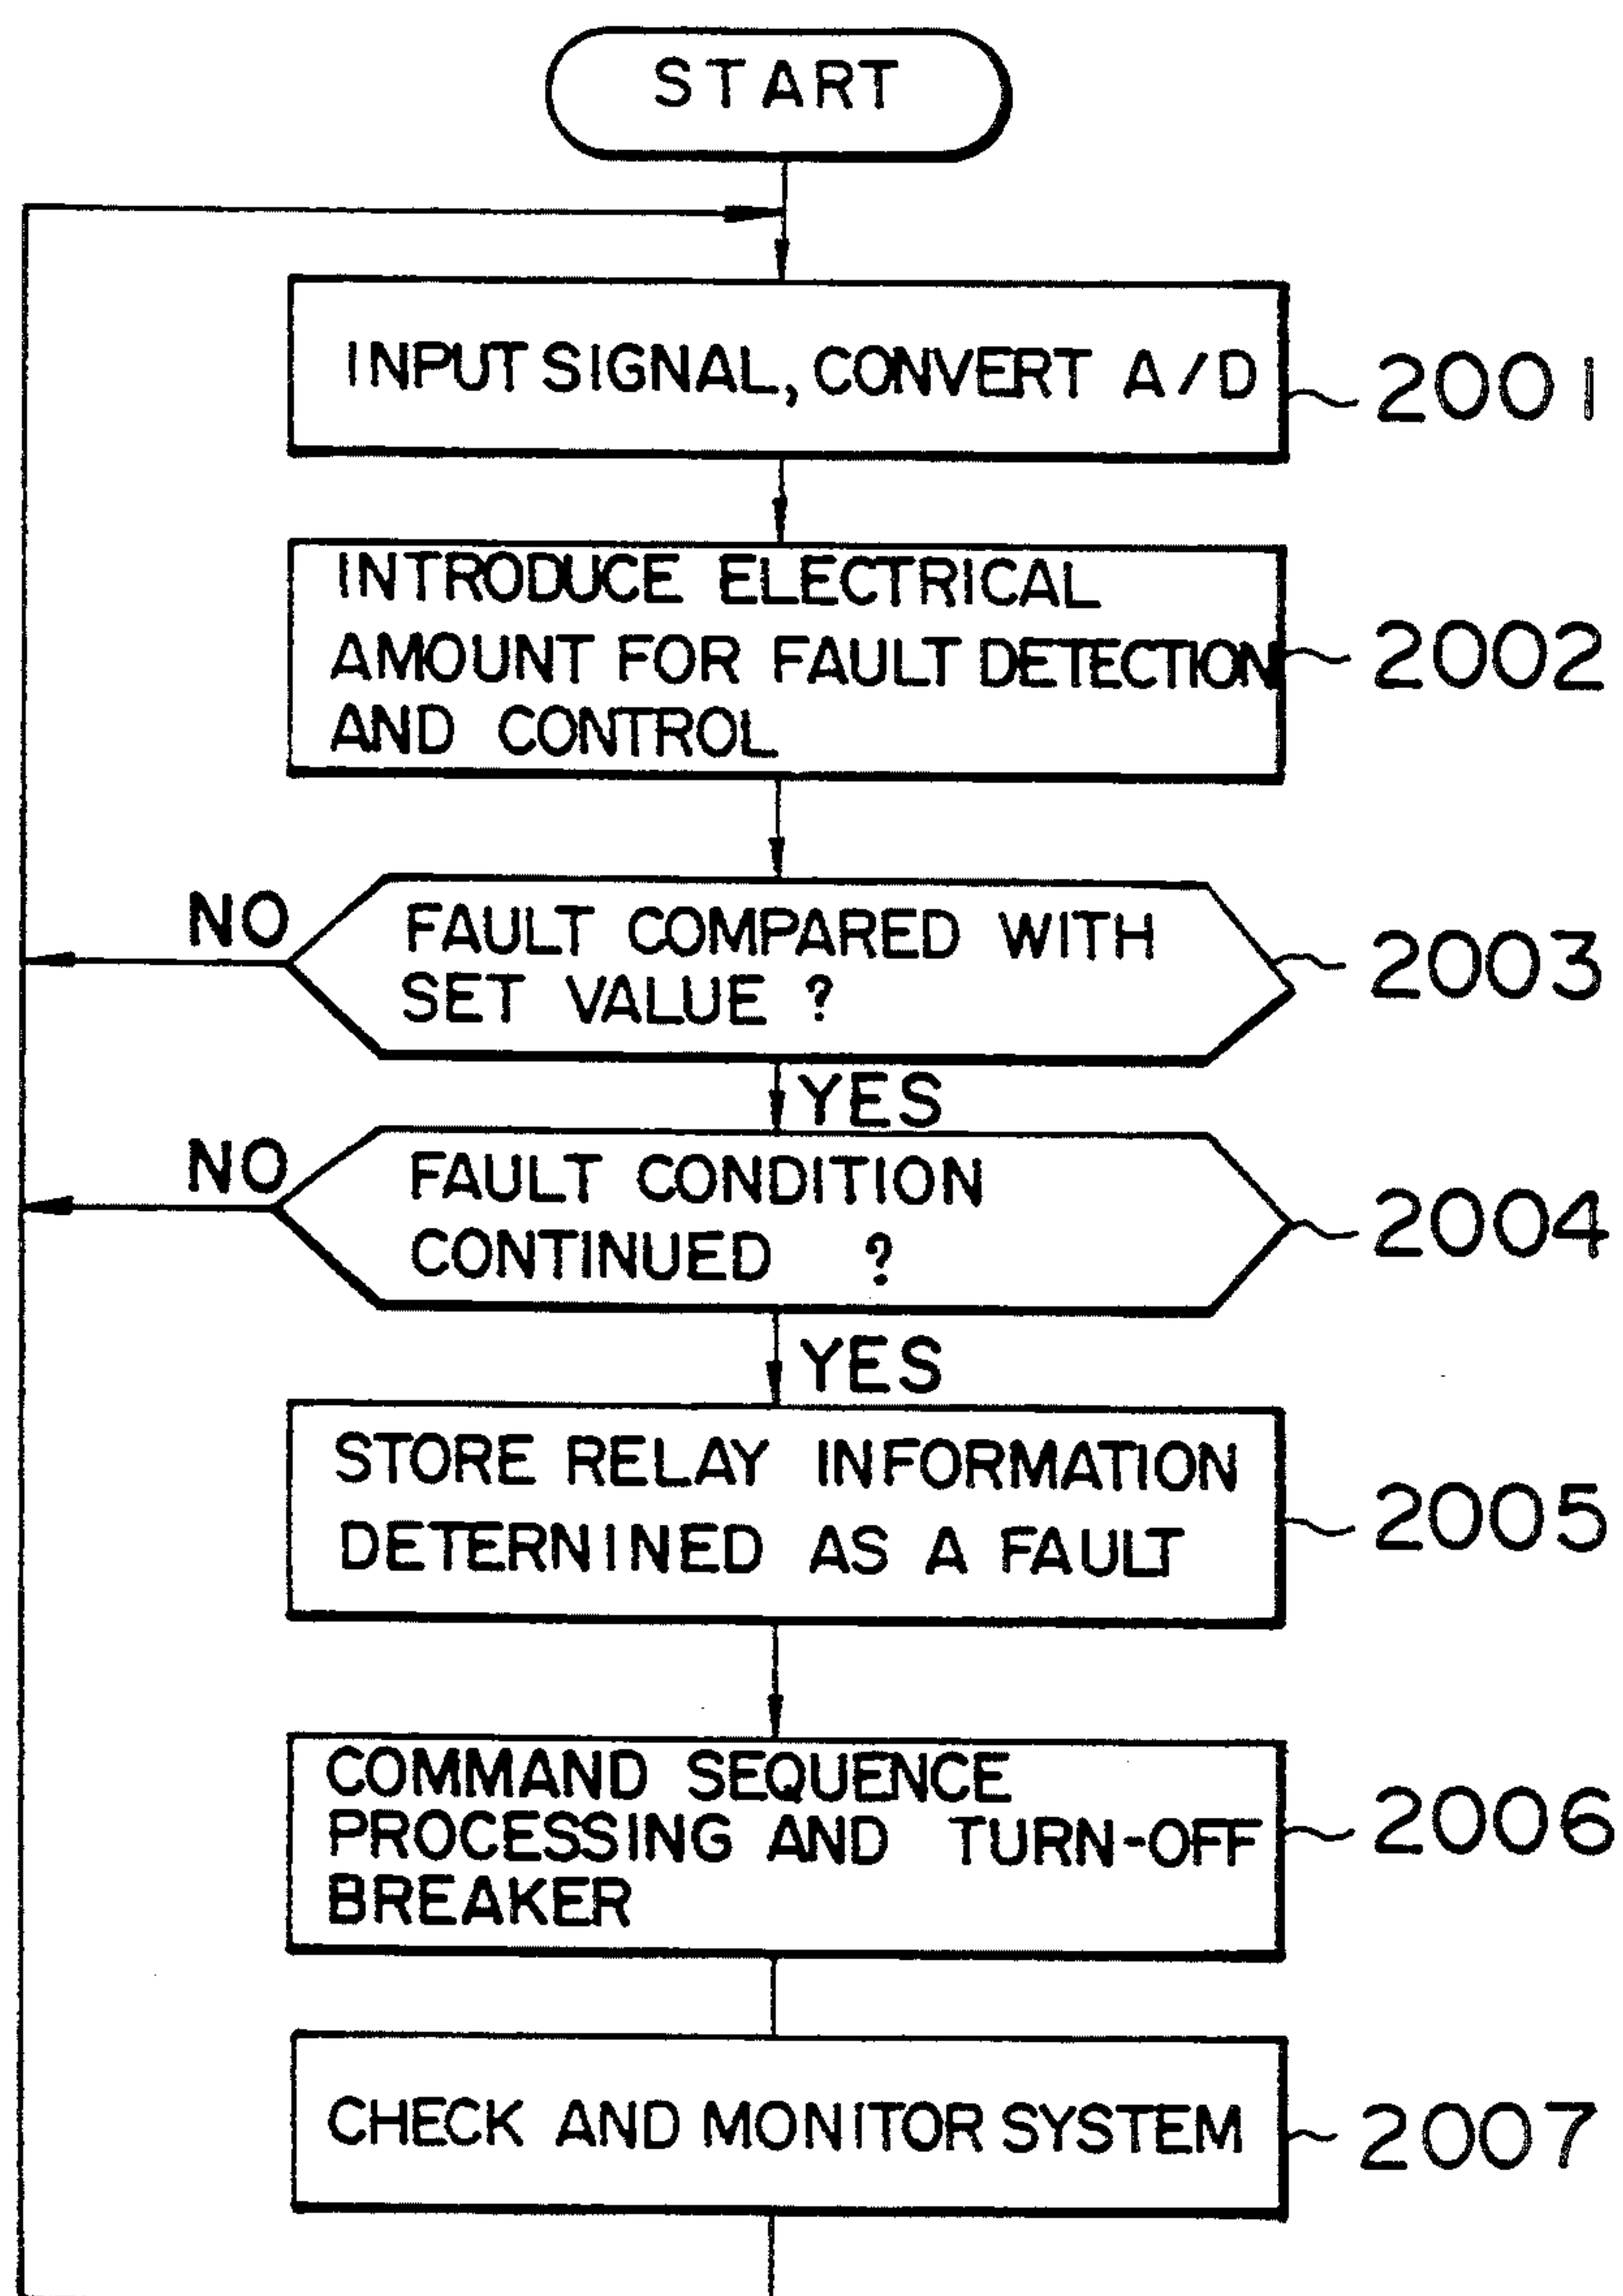 START
INPUT SIGNAL, CONVERT A/D
2001
INTRODUCE ELECTRICAL
AMOUNT FOR FAULT DETECTION
AND CONTROL
2002
NO
FAULT COMPARED WITH
SET VALUE ?
2003
YES
NO
FAULT CONDITION
CONTINUED ?
2004
YES
STORE RELAY INFORMATION
DETERNINED AS A FAULT
2005
COMMAND SEQUENCE
PROCESSING AND TURN-OFF
BREAKER
2006
CHECK AND MONITOR SYSTEM
2007